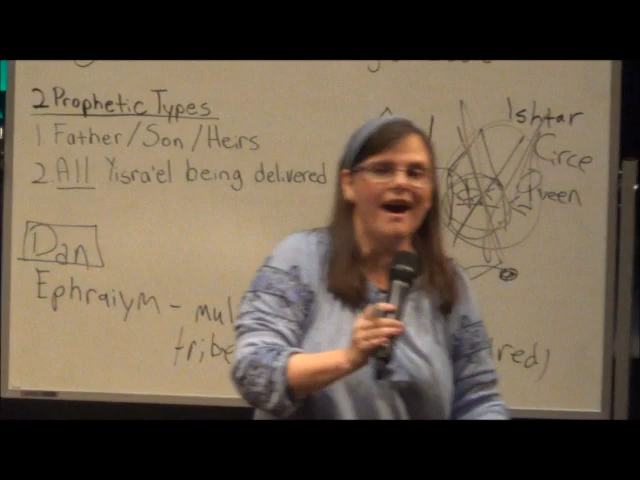 2 Prophetic Types
1. Father/Son/Heirs
2. All Yisra'el being delivered
Dan
Ephraiym - mul
tribe
Ishtar
Circe
Queen